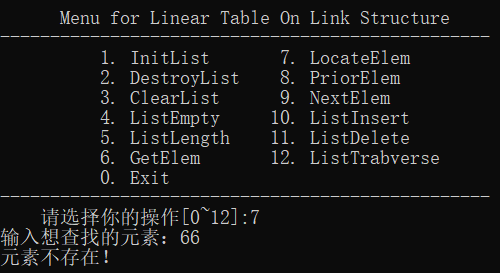 Menu for Linear Table On Link Structure
-------------------------------------------------
1. InitList 7. LocateElem
2. DestroyList 8. PriorElem
3. ClearList 9. NextElem
4. ListEmpty 10. ListInsert
5. ListLength 11. ListDelete
6. GetElem 12. ListTrabverse
0. Exit
-------------------------------------------------
请选择你的操作[0~12]:7
输入想查找的元素：66
元素不存在！